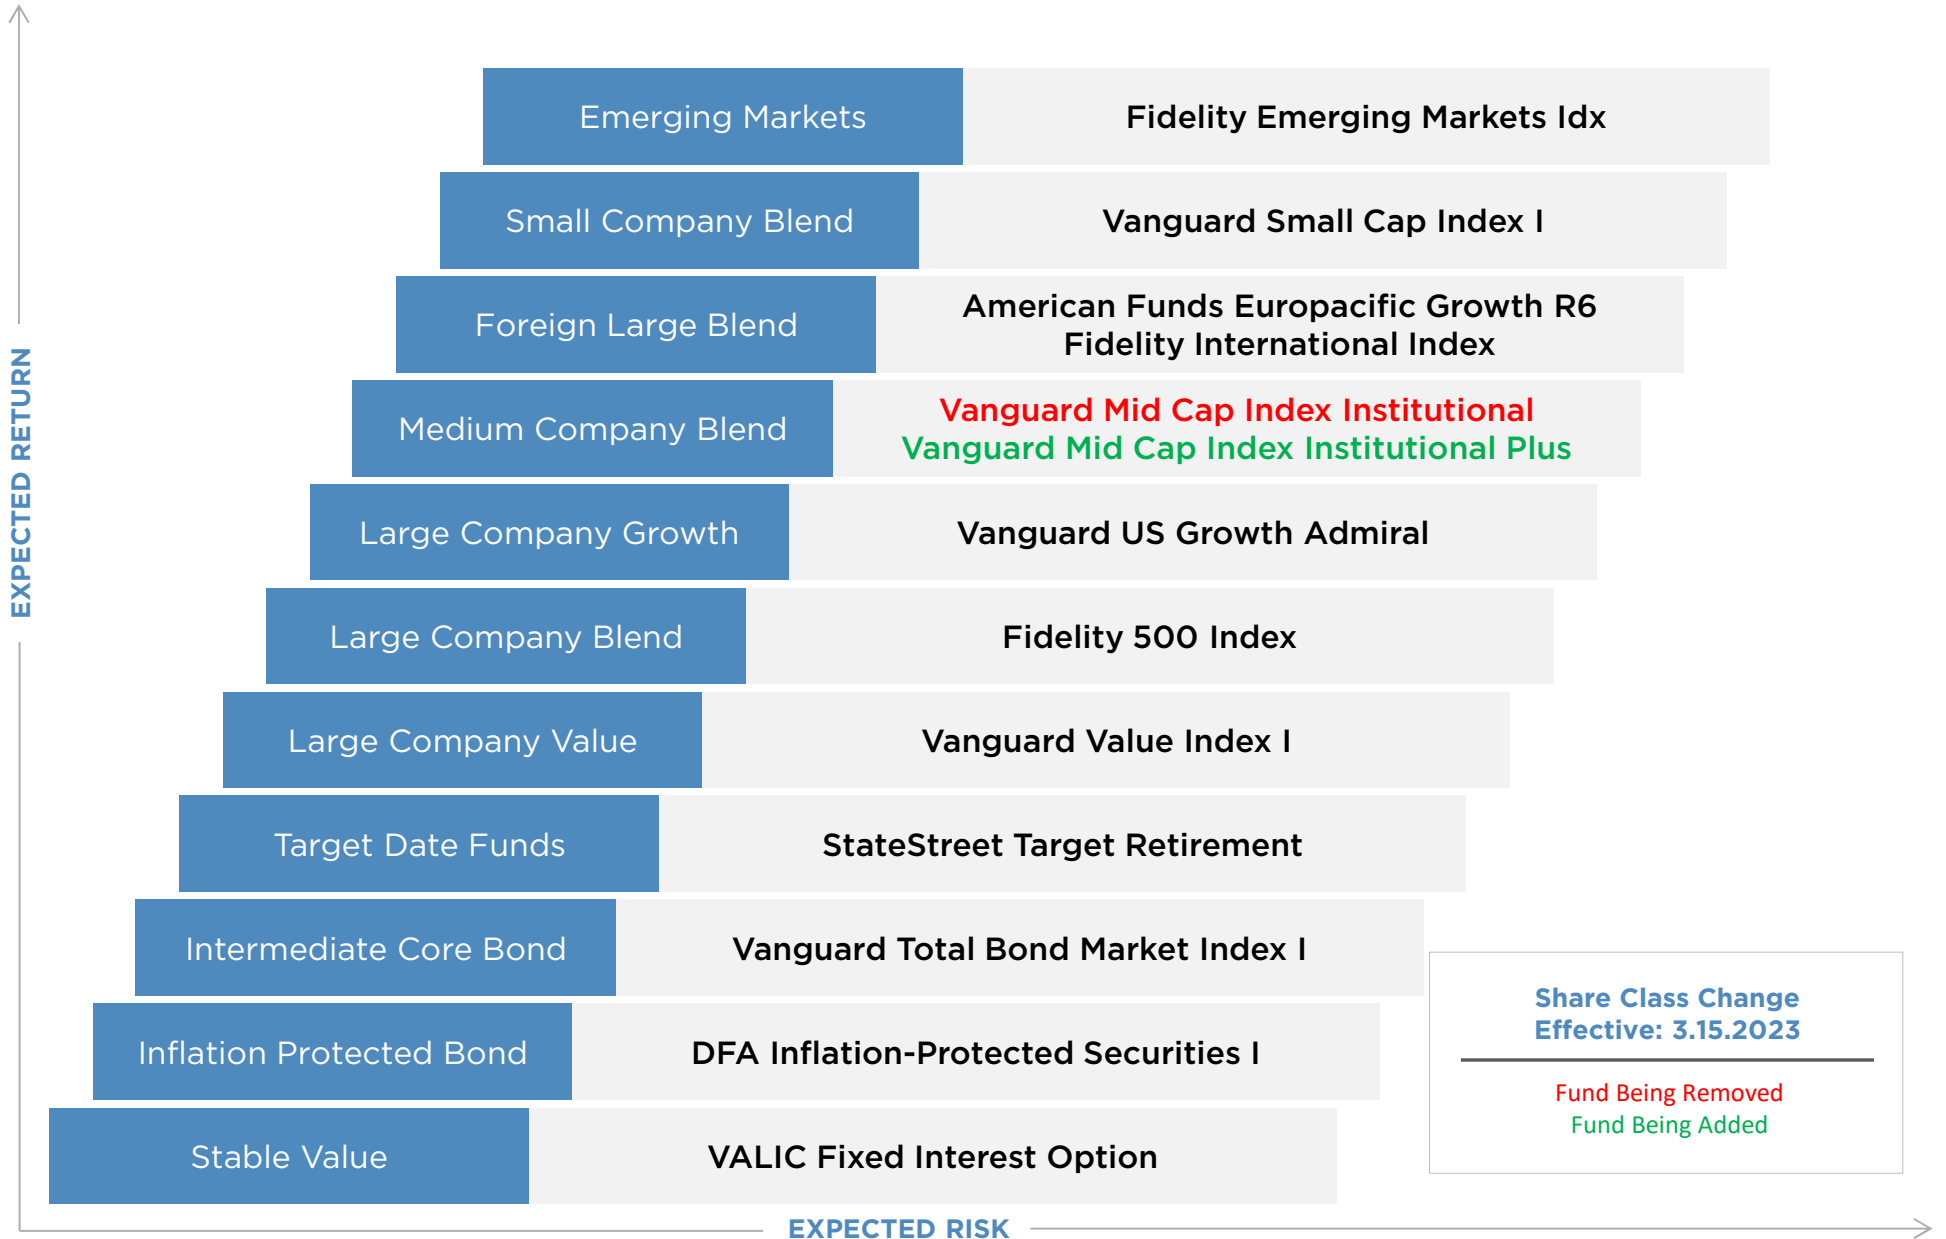 Emerging Markets
Fidelity Emerging Markets Idx
Small Company Blend
Vanguard Small Cap Index I
Foreign Large Blend
American Funds Europacific Growth R6
Fidelity International Index
Medium Company Blend
Vanguard Mid Cap Index Institutional
Vanguard Mid Cap Index Institutional Plus
Large Company Growth
Vanguard US Growth Admiral
Large Company Blend
Fidelity 500 Index
Large Company Value
Vanguard Value Index I
Target Date Funds
StateStreet Target Retirement
Intermediate Core Bond
Vanguard Total Bond Market Index I
Inflation Protected Bond
DFA Inflation-Protected Securities I
Stable Value
VALIC Fixed Interest Option
EXPECTED RETURN
EXPECTED RISK
Share Class Change
Effective: 3.15.2023
Fund Being Removed
Fund Being Added